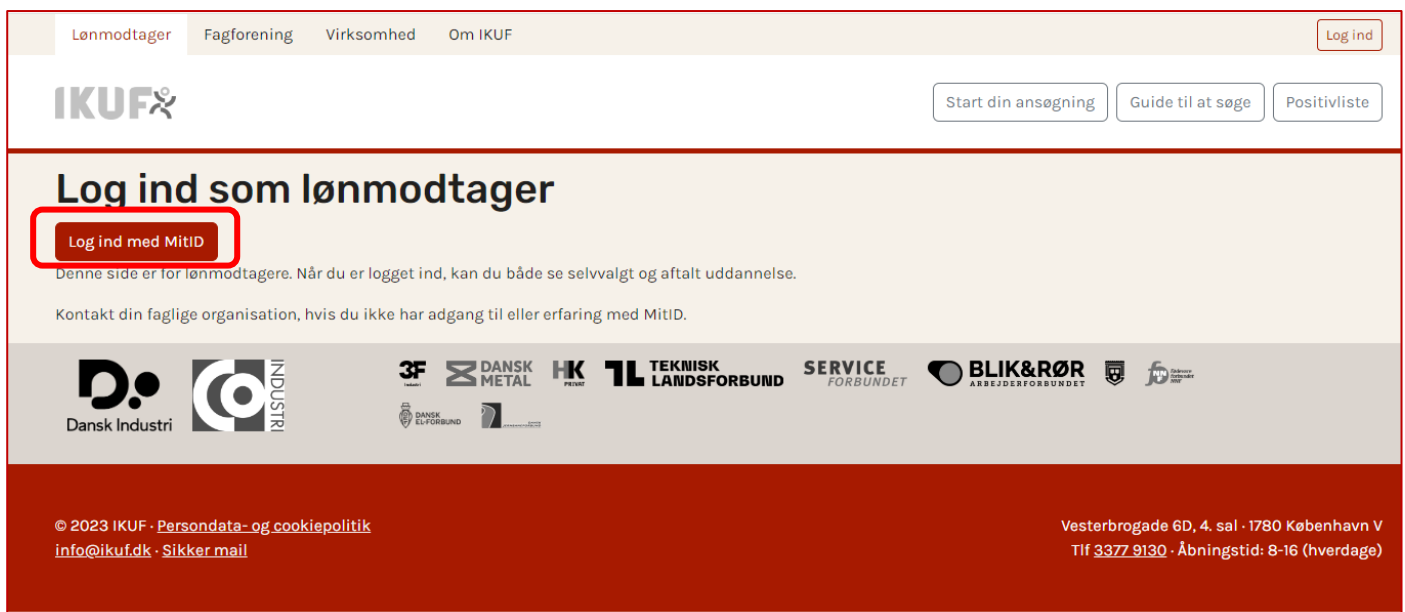 Lønmodtager Fagforening Virksomhed Om IKUF Log ind
IKUF Start din ansøgning Guide til at søge Positivliste
Log ind som lønmodtager
Log ind med MitID
Denne side er for lønmodtagere. Når du er logget ind, kan du både se selvvalgt og aftalt uddannelse.
Kontakt din faglige organisation, hvis du ikke har adgang til eller erfaring med MitID.
Dansk Industri
CO INDUSTRI
3F
DANSK
METAL
HK
PRIVAT
TL TEKNISK
LANDSFORBUND
SERVICE
FORBUNDET
BLIK&RØR
ARBEJDERFORBUNDET
DANSK
EL-FORBUND
© 2023 IKUF · Persondata- og cookiepolitik
info@ikuf.dk · Sikker mail
Vesterbrogade 6D, 4. sal · 1780 København V
Tlf 3377 9130 · Åbningstid: 8-16 (hverdage)